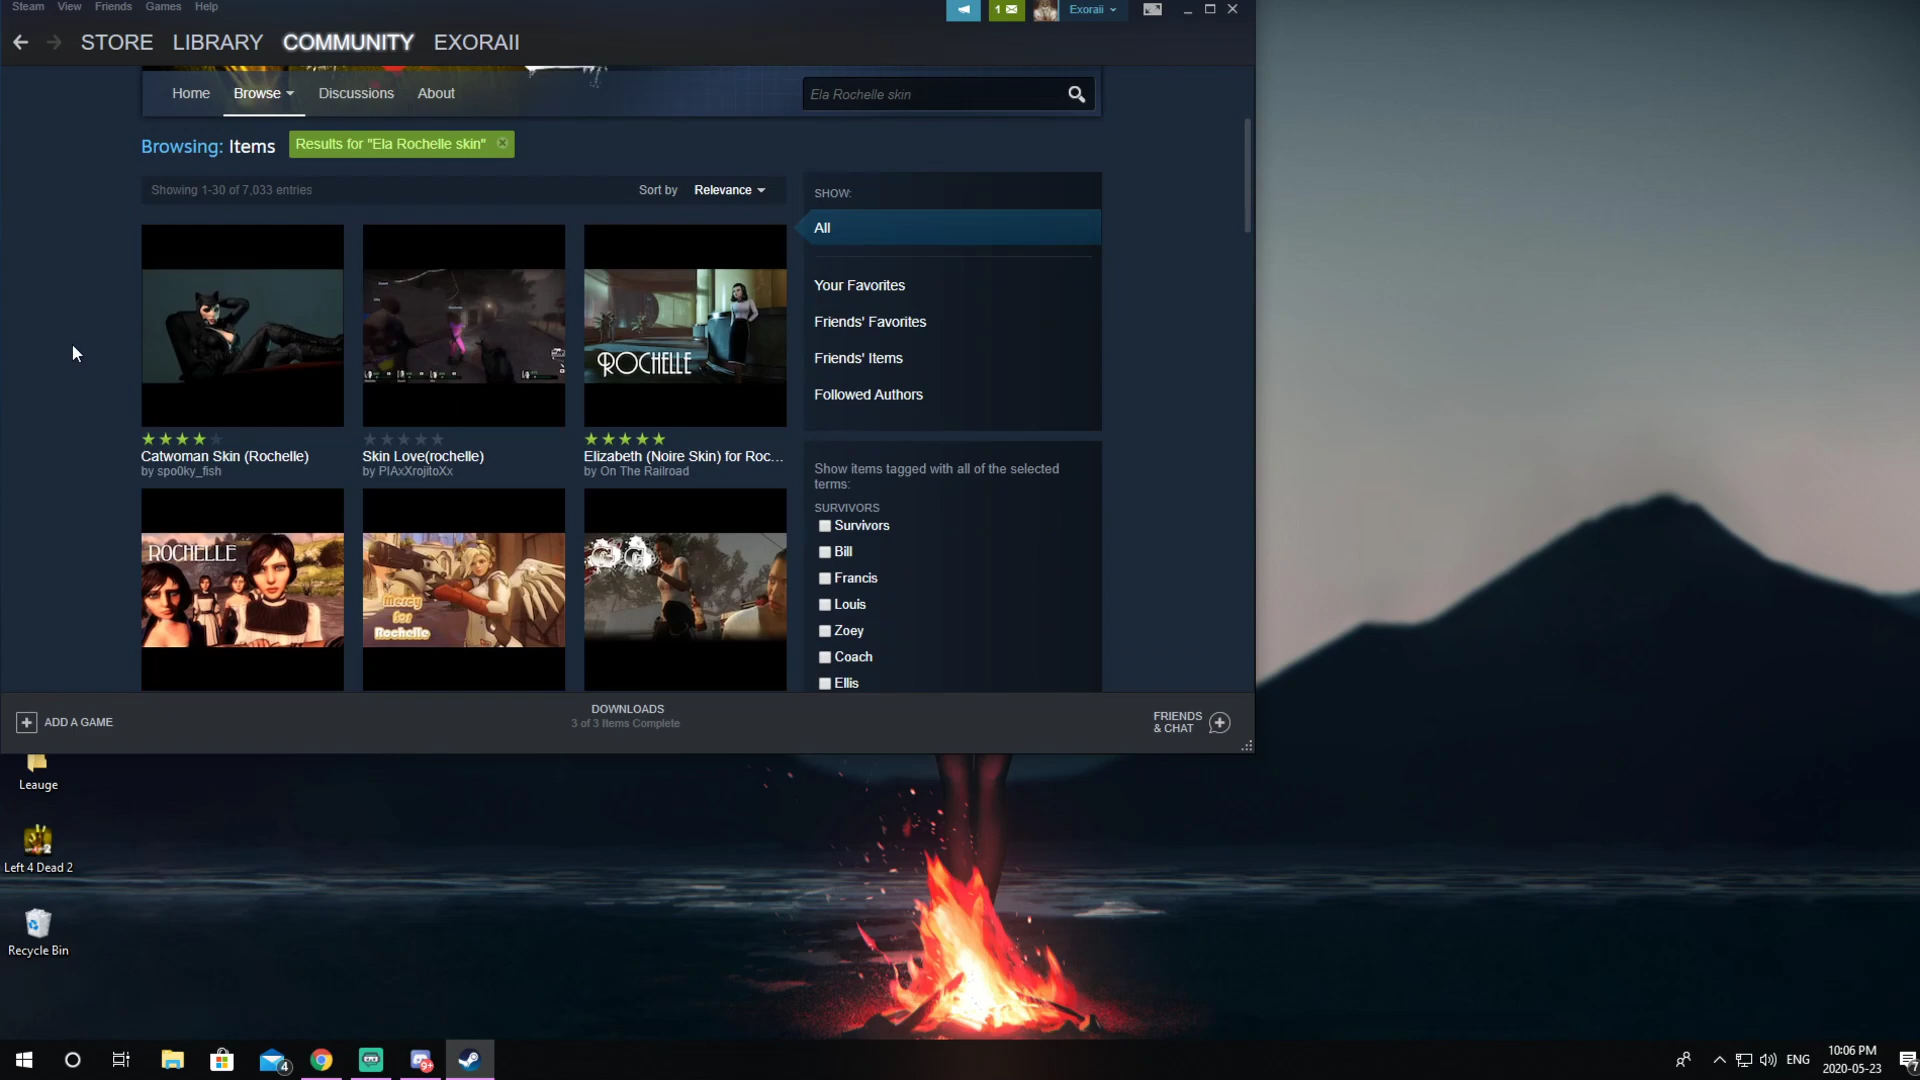 Steam View Friends Games Help
1 Exoraii
STORE LIBRARY COMMUNITY EXORAII
Home Browse Discussions About
Ela Rochelle skin
Browsing: Items
Results for "Ela Rochelle skin"
Showing 1-30 of 7,033 entries
Sort by Relevance
SHOW:
All
Your Favorites
Friends' Favorites
Friends' Items
Followed Authors
ROCHELLE
Catwoman Skin (Rochelle)
by spo0ky_fish
Skin Love(rochelle)
by PIAxXrojitoXx
Elizabeth (Noire Skin) for Roc...
by On The Railroad
Show items tagged with all of the selected
terms:
SURVIVORS
Survivors
Bill
Francis
Louis
Zoey
Coach
Ellis
ROCHELLE
Mercy
for
Rochelle
GG
ADD A GAME
DOWNLOADS
3 of 3 Items Complete
FRIENDS
& CHAT
Leauge
Left 4 Dead 2
Recycle Bin
4
9+
ENG
10:06 PM
2020-05-23
7